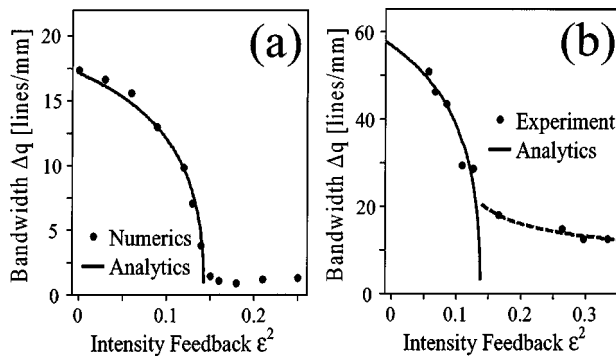 (a)
Bandwidth Δq [lines/mm]
20
15
10
5
2.5
0
Numerics
Analytics
0
0.1
0.2
Intensity Feedback ε²
(b)
Bandwidth Δq [lines/mm]
60
40
20
0
Experiment
Analytics
0
0.1
0.2
0.3
Intensity Feedback ε²